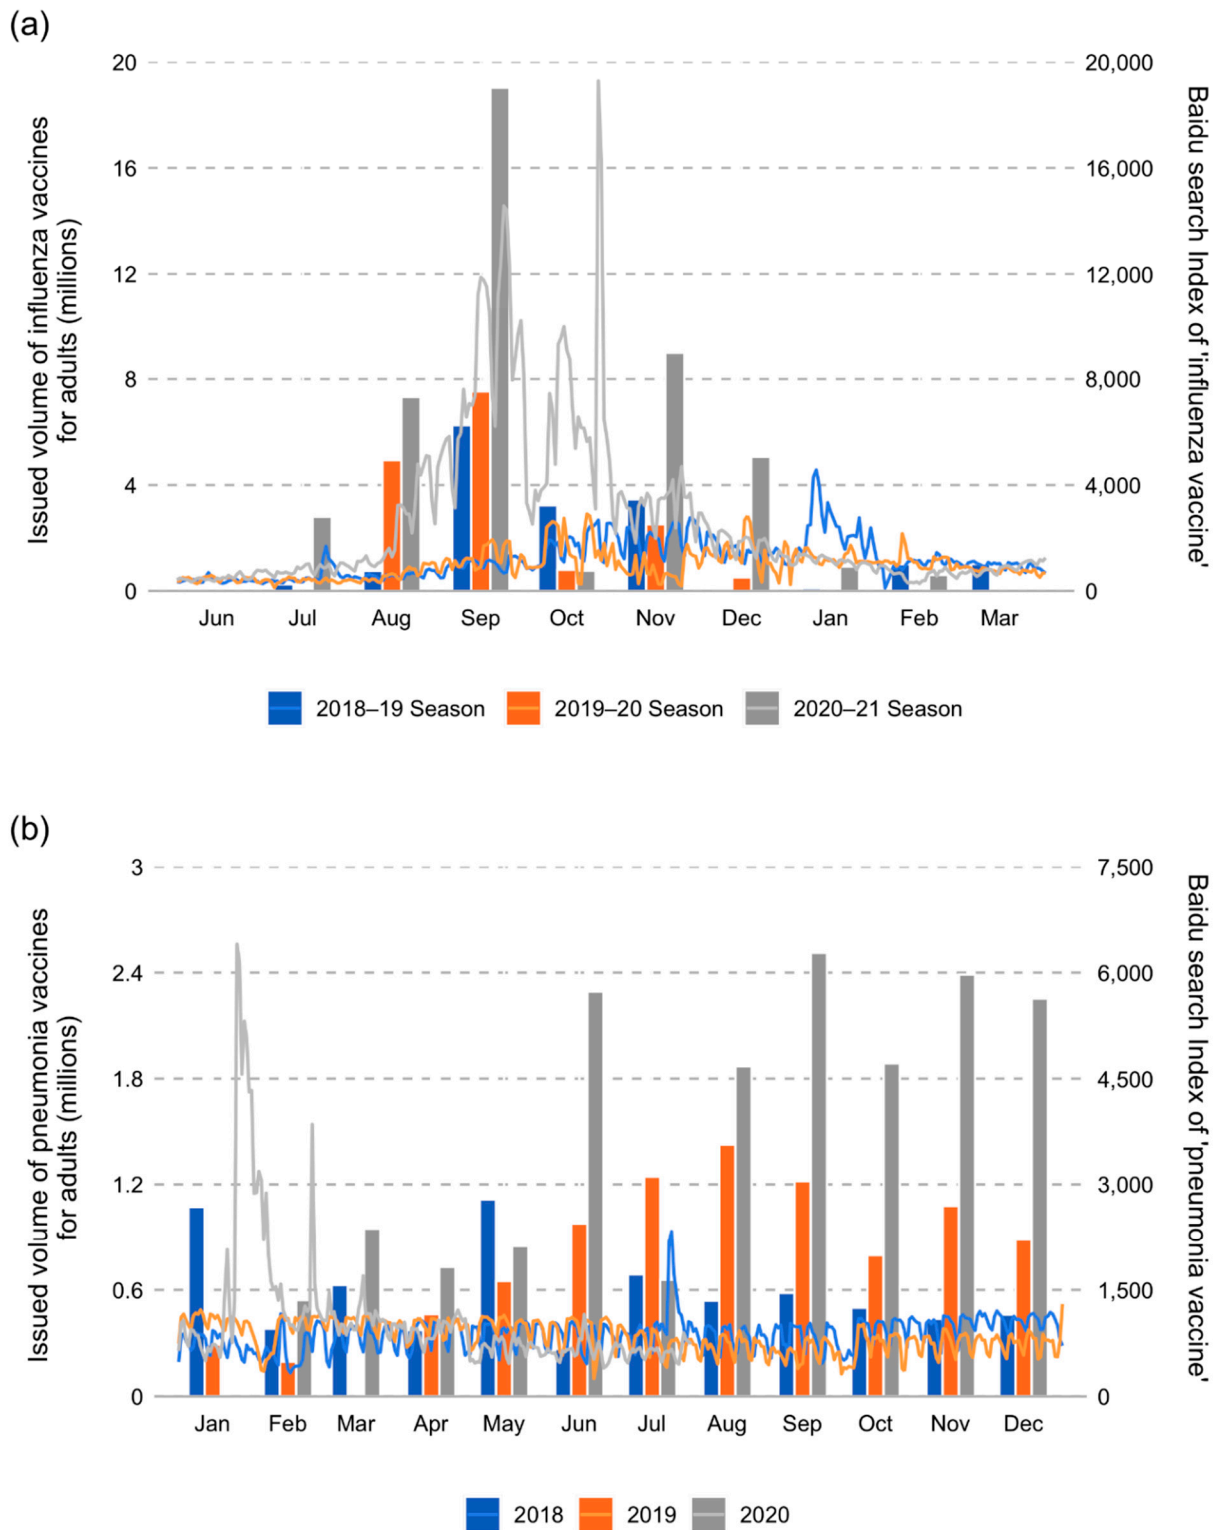 (a)
Issued volume of influenza vaccines
for adults (millions)
20
16
12
8
4
0
20,000
16,000
12,000
8,000
4,000
0
Baidu search Index of 'influenza vaccine'
Jun Jul Aug Sep Oct Nov Dec Jan Feb Mar
2018–19 Season 2019–20 Season 2020–21 Season
(b)
Issued volume of pneumonia vaccines
for adults (millions)
3
2.4
1.8
1.2
0.6
0
7,500
6,000
4,500
3,000
1,500
0
Baidu search Index of 'pneumonia vaccine'
Jan Feb Mar Apr May Jun Jul Aug Sep Oct Nov Dec
2018 2019 2020